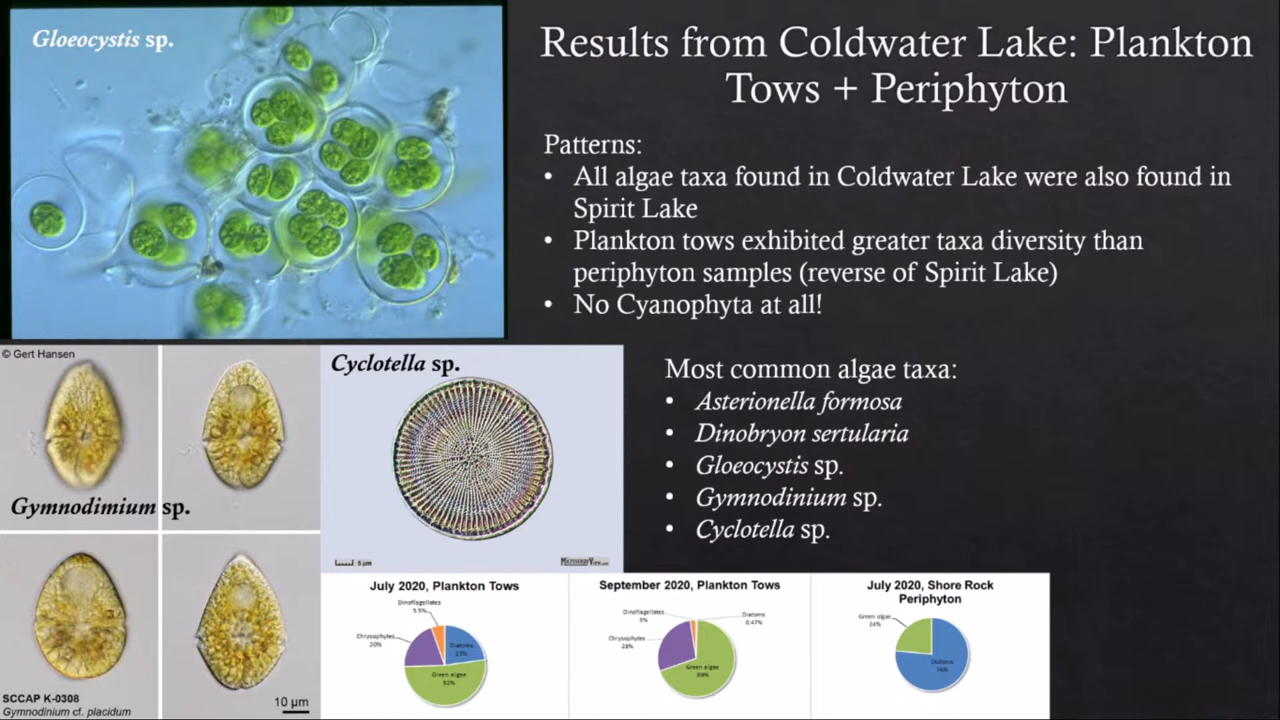 Gloeocystis sp.
Results from Coldwater Lake: Plankton
Tows + Periphyton
Patterns:
• All algae taxa found in Coldwater Lake were also found in
Spirit Lake
• Plankton tows exhibited greater taxa diversity than
periphyton samples (reverse of Spirit Lake)
• No Cyanophyta at all!
© Gert Hansen
Gymnodimium sp.
SCCAP K-0308
Gymnodinium cf. placidum
10 µm
Cyclotella sp.
5 µm
Most common algae taxa:
• Asterionella formosa
• Dinobryon sertularia
• Gloeocystis sp.
• Gymnodinium sp.
• Cyclotella sp.
July 2020, Plankton Tows
Dinoflagellates
5.5%
Chrysophytes
20%
Diatoms
23%
Green algae
52%
September 2020, Plankton Tows
Dinoflagellates
3%
Diatoms
0.47%
Chrysophytes
28%
Green algae
69%
July 2020, Shore Rock
Periphyton
Green algae
24%
Diatoms
76%